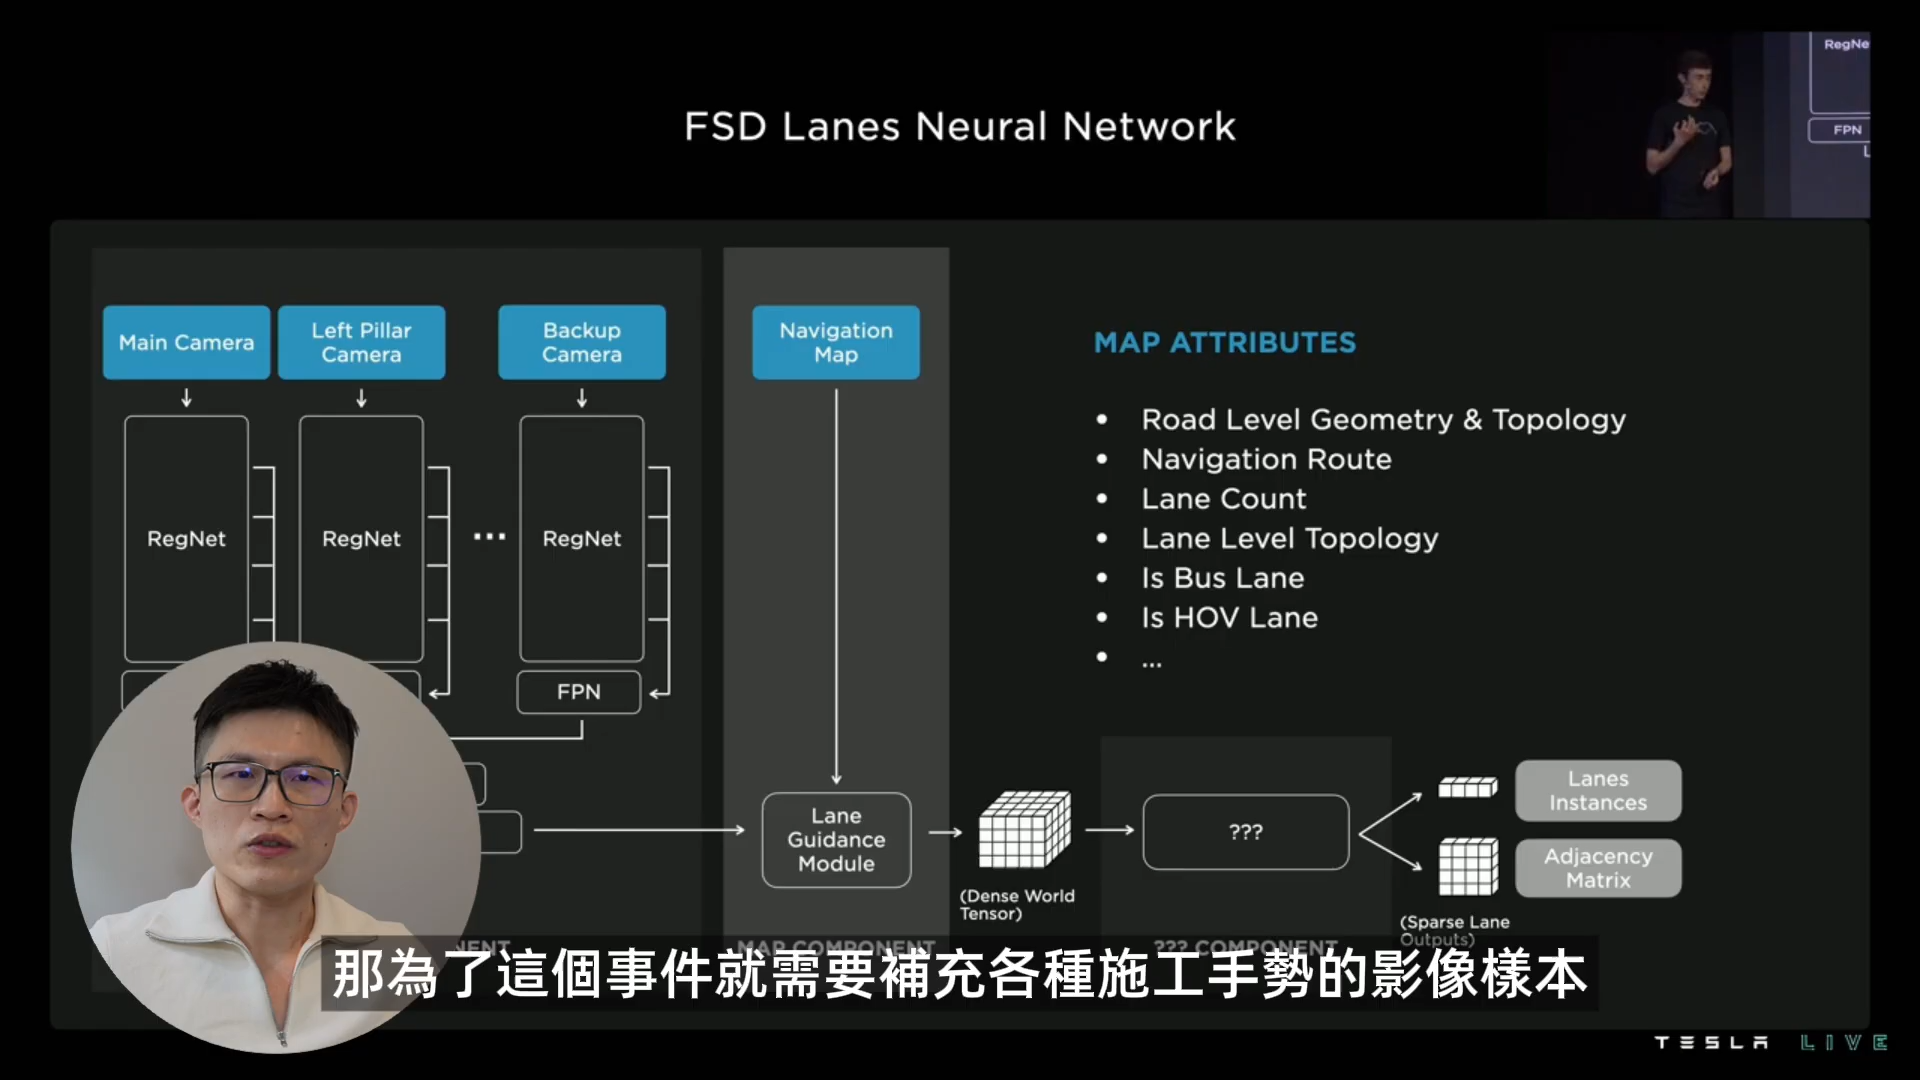 RegNe
FPN
L
FSD Lanes Neural Network
Main Camera
Left Pillar
Camera
Backup
Camera
Navigation
Map
MAP ATTRIBUTES
• Road Level Geometry & Topology
• Navigation Route
• Lane Count
• Lane Level Topology
• Is Bus Lane
• Is HOV Lane
• ...
RegNet
RegNet
...
RegNet
FPN
Lane
Guidance
Module
(Dense World
Tensor)
???
Lanes
Instances
Adjacency
Matrix
(Sparse Lane
Outputs)
NENT
MAP COMPONENT
??? COMPONENT
那為了這個事件就需要補充各種施工手勢的影像樣本
TESLA LIVE